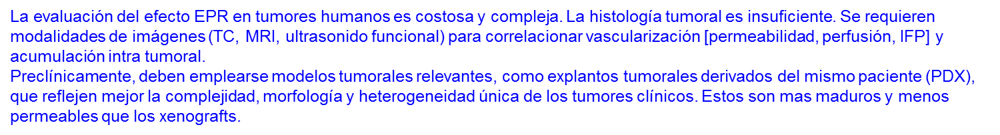 La evaluación del efecto EPR en tumores humanos es costosa y compleja. La histología tumoral es insuficiente. Se requieren
modalidades de imágenes (TC, MRI, ultrasonido funcional) para correlacionar vascularización [permeabilidad, perfusión, IFP] y
acumulación intra tumoral.
Preclínicamente, deben emplearse modelos tumorales relevantes, como explantos tumorales derivados del mismo paciente (PDX),
que reflejen mejor la complejidad, morfología y heterogeneidad única de los tumores clínicos. Estos son mas maduros y menos
permeables que los xenografts.